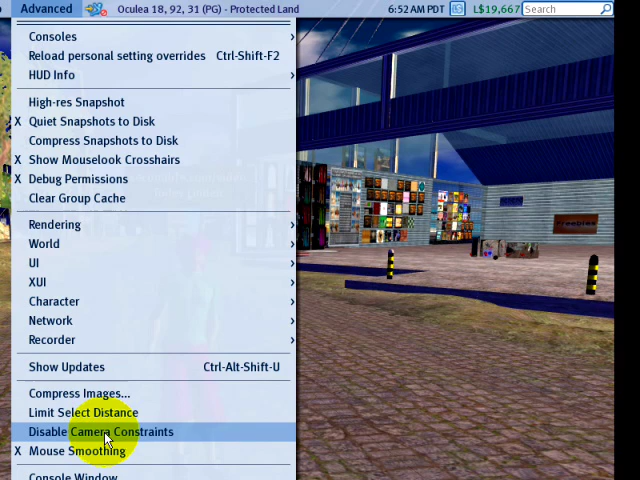 Advanced
Oculea 18, 92, 31 (PG) - Protected Land
6:52 AM PDT
L$19,667
Search
Consoles
Reload personal setting overrides Ctrl-Shift-F2
HUD Info
High-res Snapshot
X Quiet Snapshots to Disk
Compress Snapshots to Disk
X Show Mouselook Crosshairs
X Debug Permissions
Clear Group Cache
Rendering
World
UI
XUI
Character
Network
Recorder
Show Updates Ctrl-Alt-Shift-U
Compress Images...
Limit Select Distance
Disable Camera Constraints
X Mouse Smoothing
Console Window
Freebies